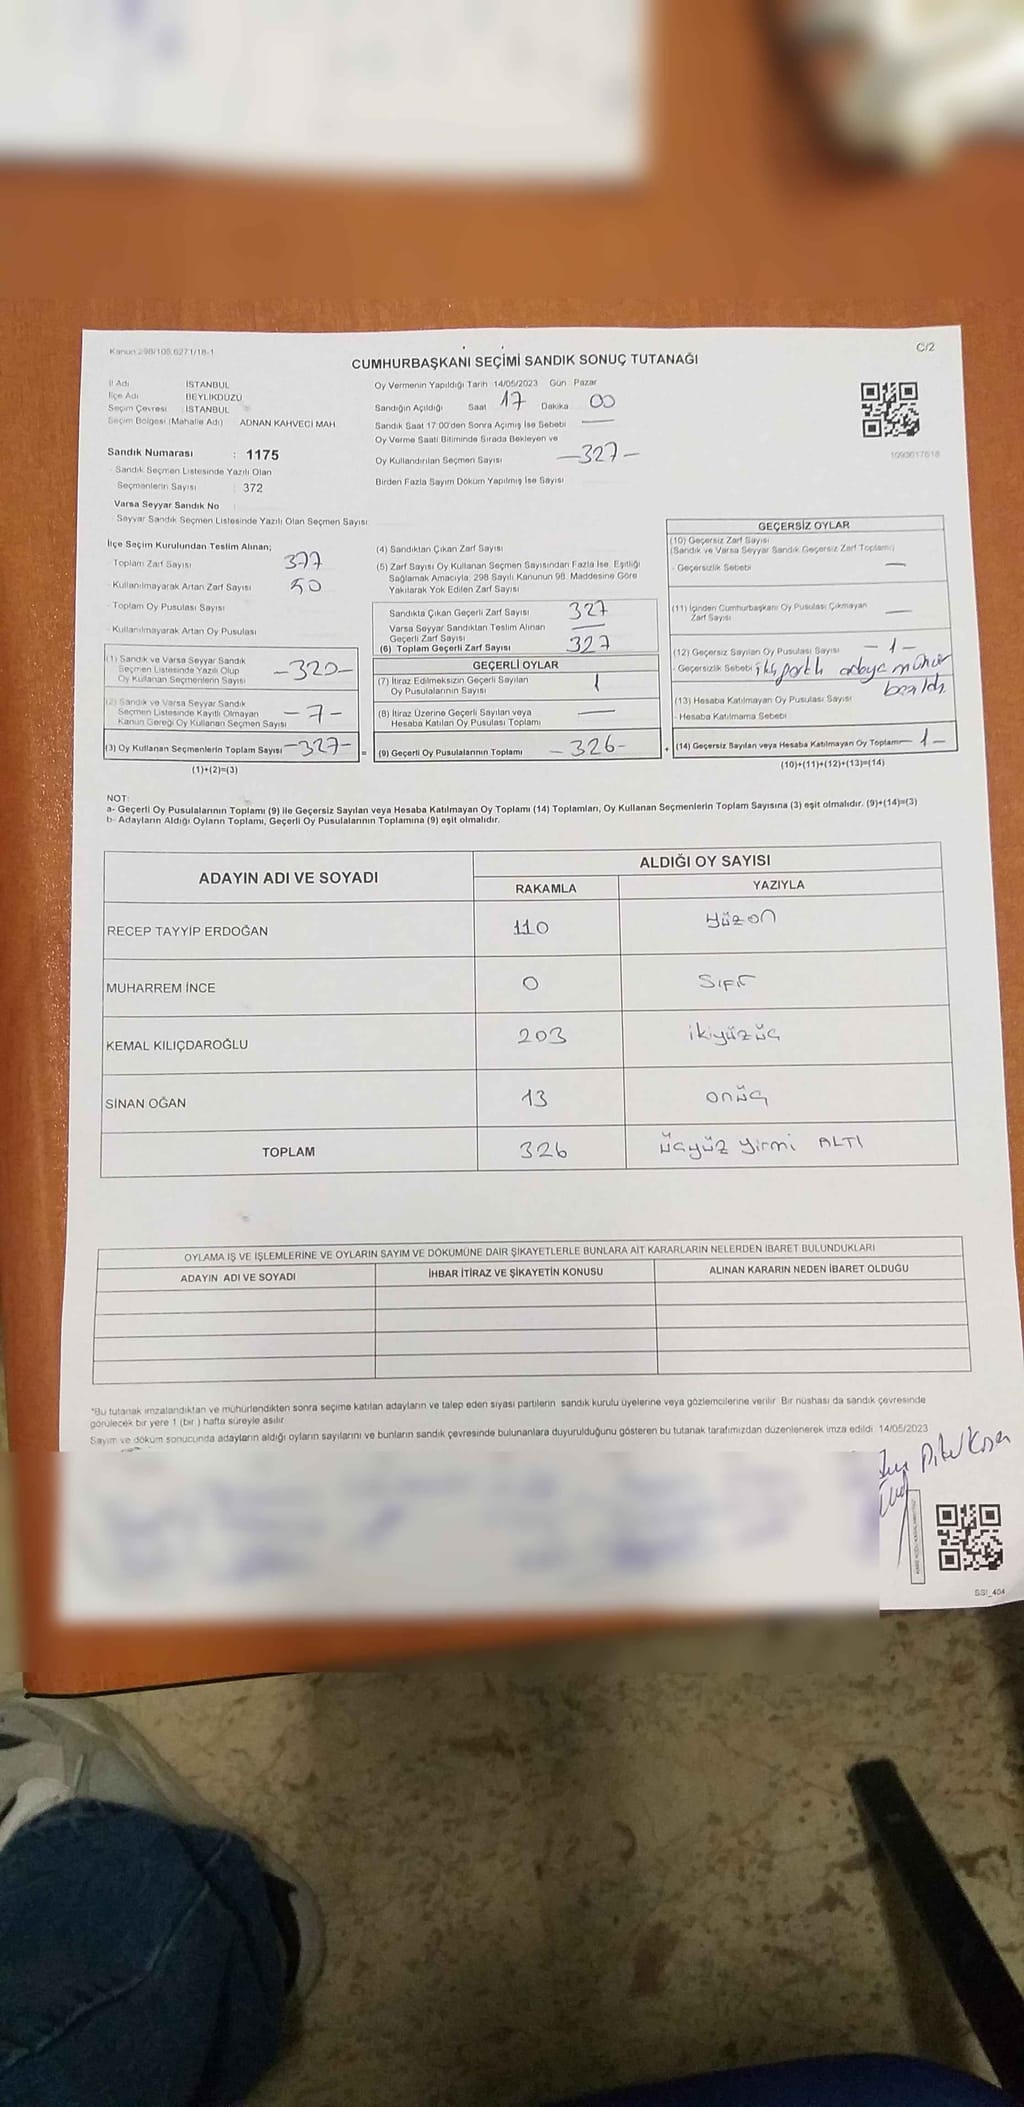 Kanun:298/105,6271/18-1
C/2
CUMHURBAŞKANI SEÇİMİ SANDIK SONUÇ TUTANAĞI
İl Adı İSTANBUL
İlçe Adı BEYLİKDÜZÜ
Seçim Çevresi : İSTANBUL
Seçim Bölgesi (Mahalle Adı) ADNAN KAHVECİ MAH.
Sandık Numarası : 1175
Sandık Seçmen Listesinde Yazılı Olan
Seçmenlerin Sayısı : 372
Varsa Seyyar Sandık No
Seyyar Sandık Seçmen Listesinde Yazılı Olan Seçmen Sayısı
Oy Vermenin Yapıldığı Tarih 14/05/2023 Gün : Pazar
Sandığın Açıldığı Saat 17 Dakika 00
Sandık Saat 17:00'den Sonra Açımış İse Sebebi —
Oy Verme Saati Bitiminde Sırada Bekleyen ve
Oy Kullandırılan Seçmen Sayısı —327—
Birden Fazla Sayım Döküm Yapılmış İse Sayısı
1093617618
İlçe Seçim Kurulundan Teslim Alınan;
- Toplam Zarf Sayısı 377
- Kullanılmayarak Artan Zarf Sayısı 50
- Toplam Oy Pusulası Sayısı
- Kullanılmayarak Artan Oy Pusulası
(1) Sandık ve Varsa Seyyar Sandık
Seçmen Listesinde Yazılı Olup
Oy Kullanan Seçmenlerin Sayısı —320—
(2) Sandık ve Varsa Seyyar Sandık
Seçmen Listesinde Kayıtlı Olmayan
Kanun Gereği Oy Kullanan Seçmen Sayısı —7—
(3) Oy Kullanan Seçmenlerin Toplam Sayısı —327— =
(1)+(2)=(3)
(4) Sandıktan Çıkan Zarf Sayısı
(5) Zarf Sayısı Oy Kullanan Seçmen Sayısından Fazla İse, Eşitliği
Sağlamak Amacıyla, 298 Sayılı Kanunun 98. Maddesine Göre
Yakılarak Yok Edilen Zarf Sayısı
Sandıkta Çıkan Geçerli Zarf Sayısı 327
Varsa Seyyar Sandıktan Teslim Alınan
Geçerli Zarf Sayısı —
(6) Toplam Geçerli Zarf Sayısı 327
GEÇERLİ OYLAR
(7) İtiraz Edilmeksizin Geçerli Sayılan
Oy Pusulalarının Sayısı 1
(8) İtiraz Üzerine Geçerli Sayılan veya
Hesaba Katılan Oy Pusulası Toplamı —
(9) Geçerli Oy Pusulalarının Toplamı —326— +
GEÇERSİZ OYLAR
(10) Geçersiz Zarf Sayısı
(Sandık ve Varsa Seyyar Sandık Geçersiz Zarf Toplamı)
- Geçersizlik Sebebi —
(11) İçinden Cumhurbaşkanı Oy Pusulası Çıkmayan
Zarf Sayısı —
(12) Geçersiz Sayılan Oy Pusulası Sayısı —1—
- Geçersizlik Sebebi iki mühür
(13) Hesaba Katılmayan Oy Pusulası Sayısı
- Hesaba Katılmama Sebebi
(14) Geçersiz Sayılan veya Hesaba Katılmayan Oy Toplamı —1—
(10)+(11)+(12)+(13)=(14)
NOT:
a- Geçerli Oy Pusulalarının Toplamı (9) ile Geçersiz Sayılan veya Hesaba Katılmayan Oy Toplamı (14) Toplamları, Oy Kullanan Seçmenlerin Toplam Sayısına (3) eşit olmalıdır. (9)+(14)=(3)
b- Adayların Aldığı Oyların Toplamı, Geçerli Oy Pusulalarının Toplamına (9) eşit olmalıdır.
ADAYIN ADI VE SOYADI
ALDIĞI OY SAYISI
RAKAMLA YAZIYLA
RECEP TAYYİP ERDOĞAN 110 yüzon
MUHARREM İNCE 0 SIFIR
KEMAL KILIÇDAROĞLU 203 ikiyüzüç
SİNAN OĞAN 13 onüç
TOPLAM 326 üçyüz yirmi ALTI
OYLAMA İŞ VE İŞLEMLERİNE VE OYLARIN SAYIM VE DÖKÜMÜNE DAİR ŞİKAYETLERLE BUNLARA AİT KARARLARIN NELERDEN İBARET BULUNDUKLARI
ADAYIN ADI VE SOYADI İHBAR İTİRAZ VE ŞİKAYETİN KONUSU ALINAN KARARIN NEDEN İBARET OLDUĞU
*Bu tutanak imzalandıktan ve mühürlendikten sonra seçime katılan adayların ve talep eden siyasi partilerin sandık kurulu üyelerine veya gözlemcilerine verilir. Bir nüshası da sandık çevresinde
görülecek bir yere 1 (bir ) hafta süreyle asılır.
Sayım ve döküm sonucunda adayların aldığı oyların sayılarını ve bunların sandık çevresinde bulunanlara duyurulduğunu gösteren bu tutanak tarafımızdan düzenlenerek imza edildi. 14/05/2023
SSI_404